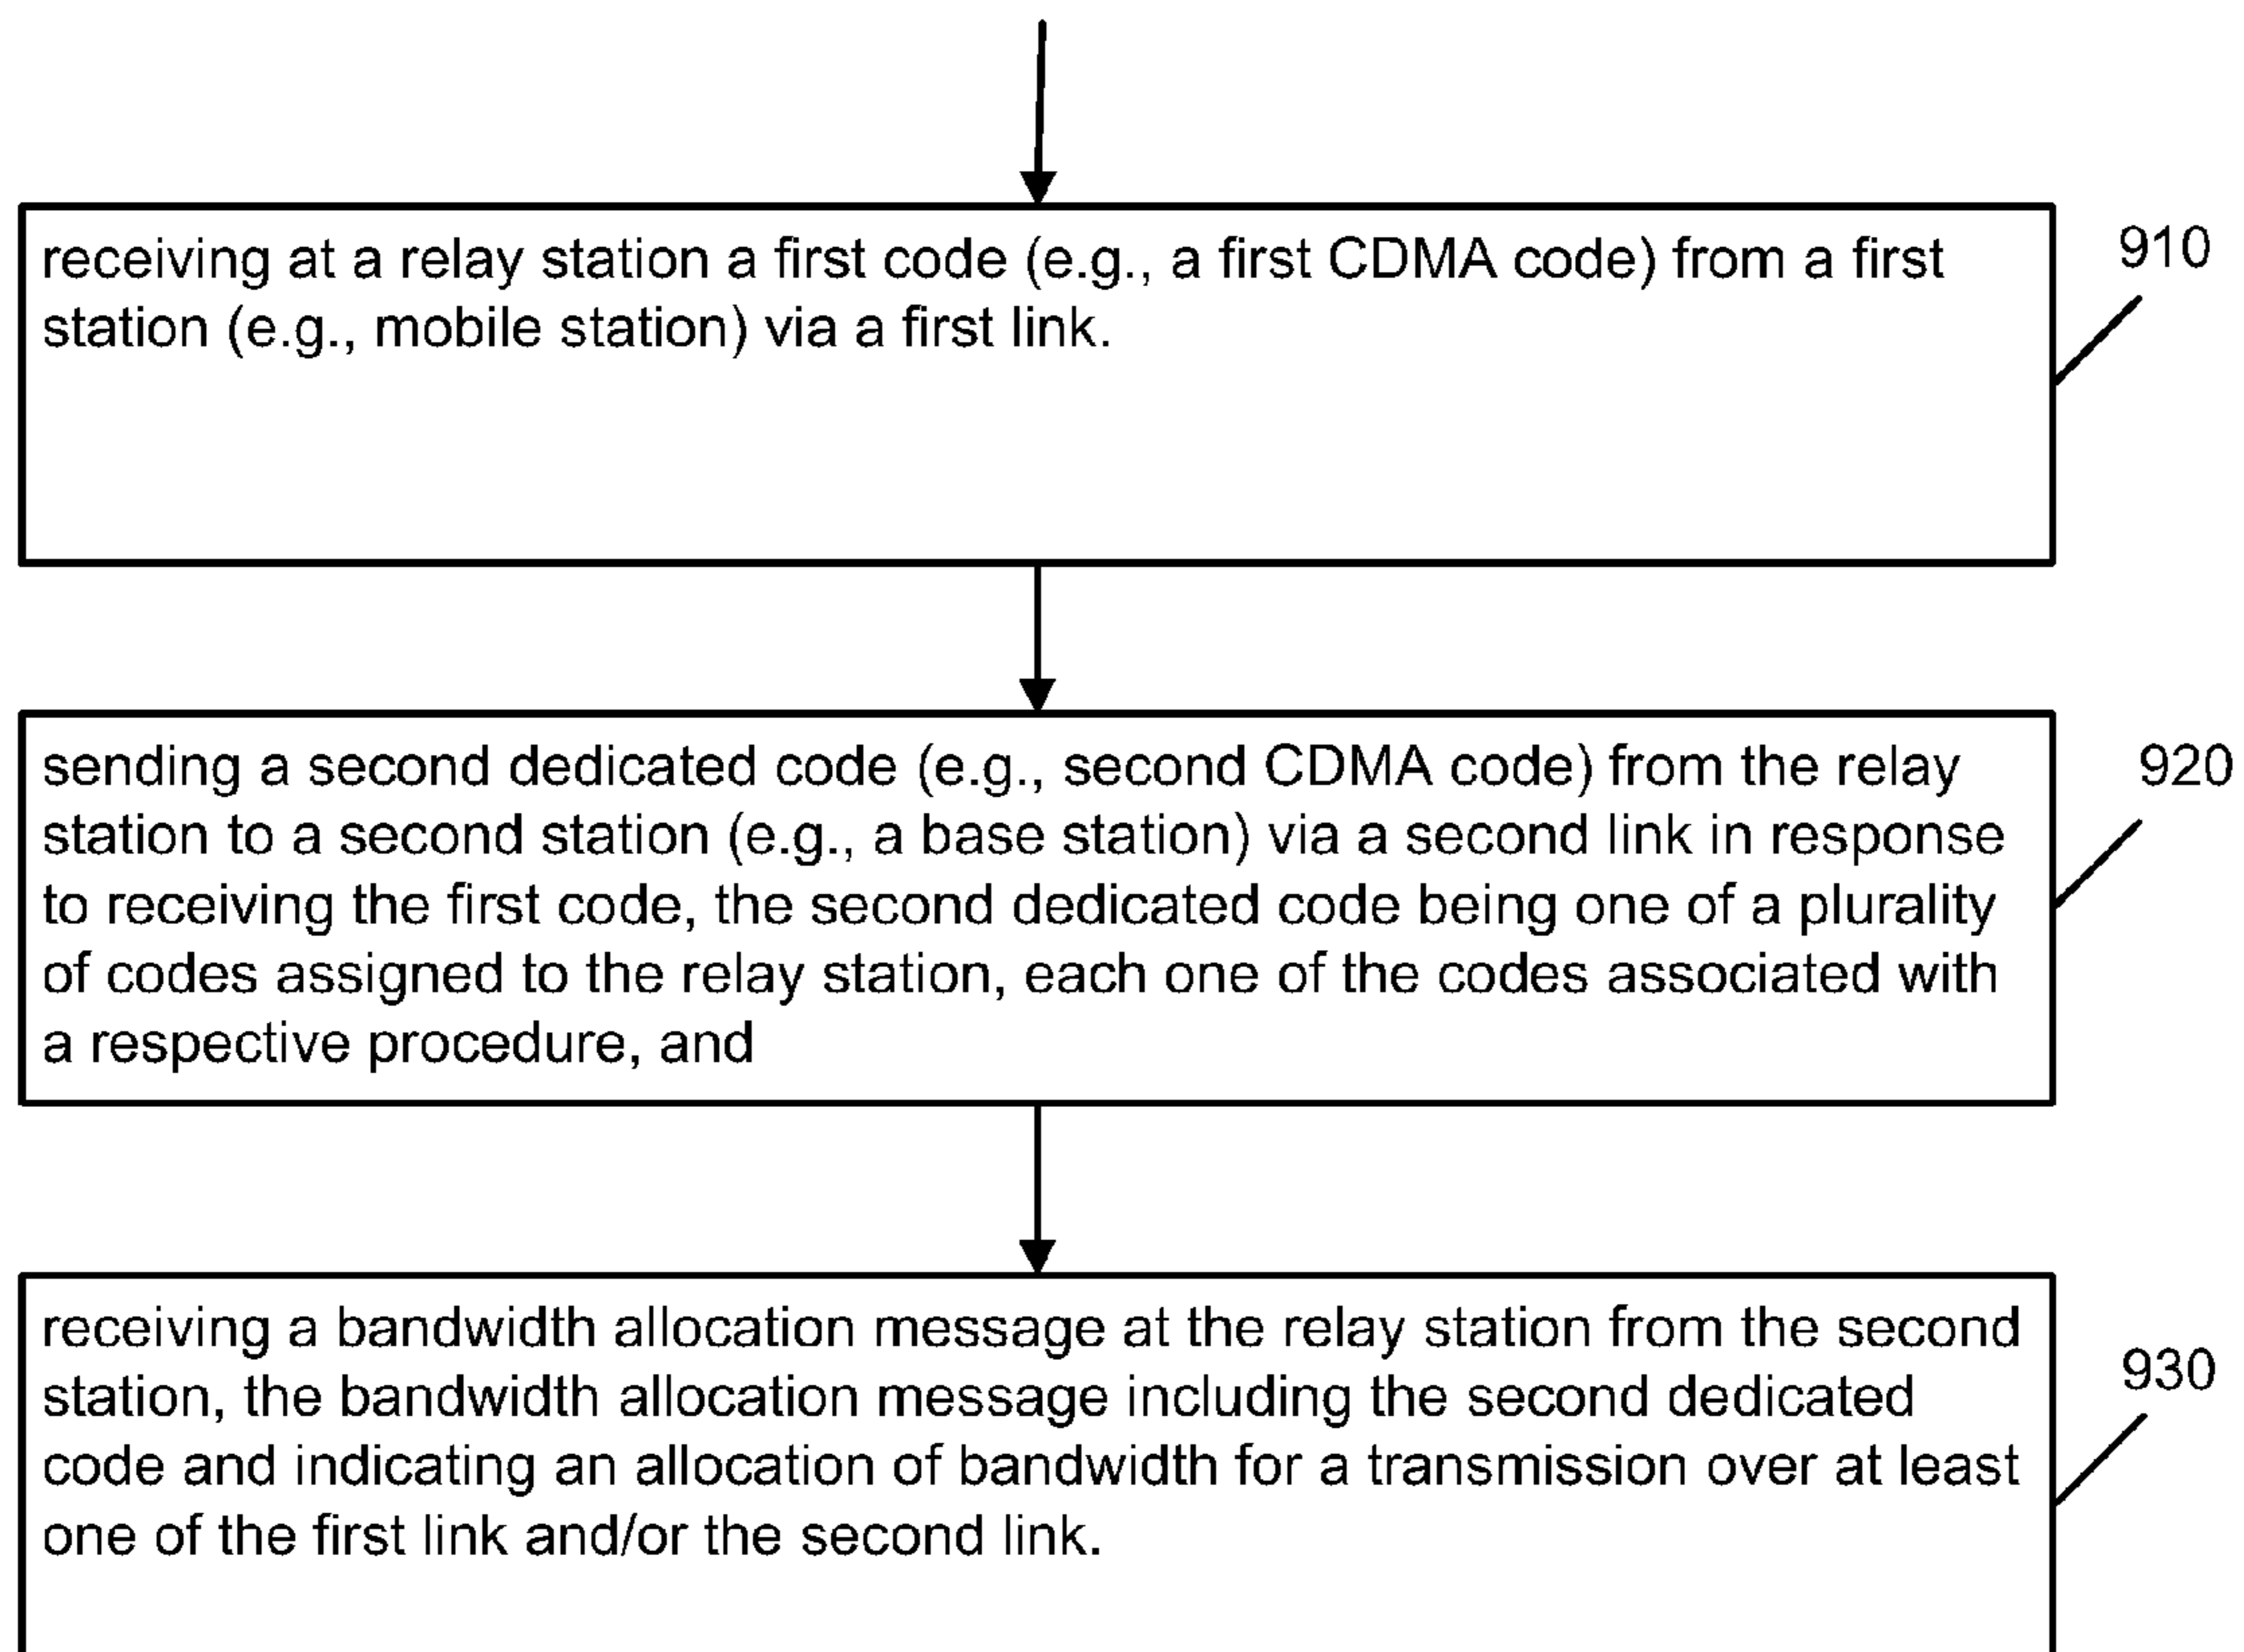 receiving at a relay station a first code (e.g., a first CDMA code) from a first
station (e.g., mobile station) via a first link.
910
sending a second dedicated code (e.g., second CDMA code) from the relay
station to a second station (e.g., a base station) via a second link in response
to receiving the first code, the second dedicated code being one of a plurality
of codes assigned to the relay station, each one of the codes associated with
a respective procedure, and
920
receiving a bandwidth allocation message at the relay station from the second
station, the bandwidth allocation message including the second dedicated
code and indicating an allocation of bandwidth for a transmission over at least
one of the first link and/or the second link.
930